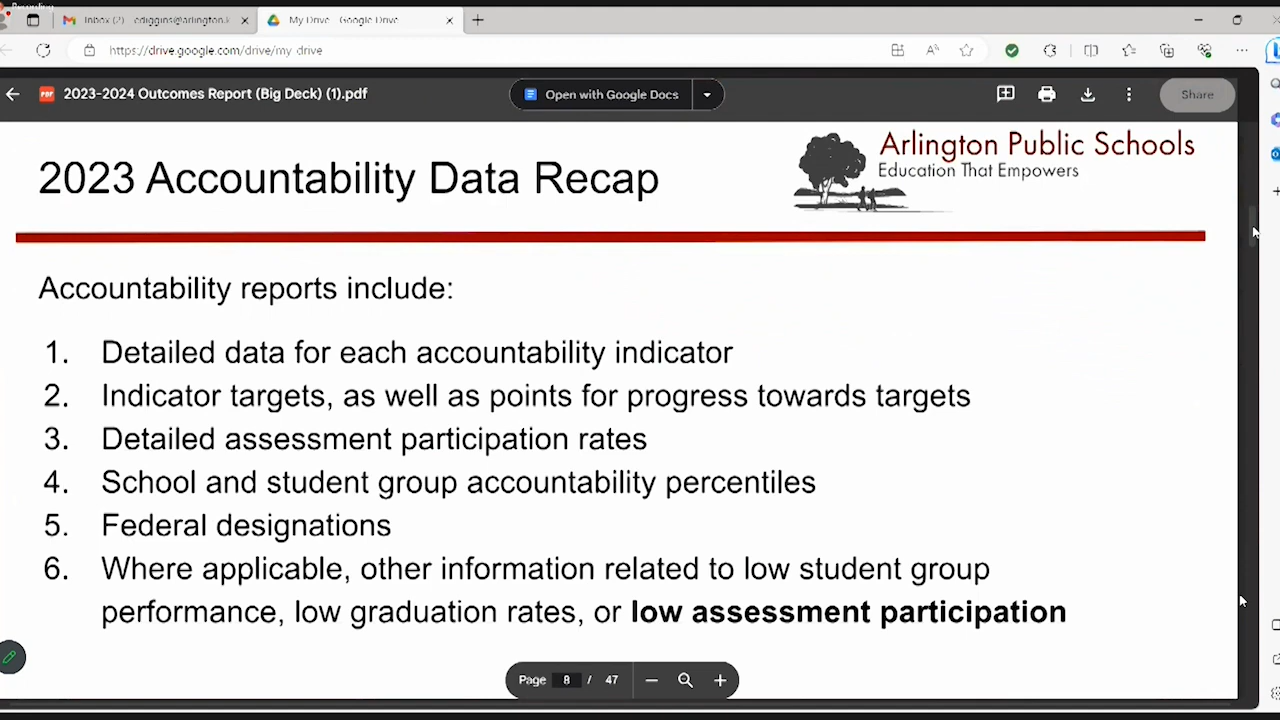 Recording
Inbox (2)
My Drive - Google Drive
https://drive.google.com/drive/my-drive
2023-2024 Outcomes Report (Big Deck) (1).pdf
Open with Google Docs
Share
Arlington Public Schools
Education That Empowers
2023 Accountability Data Recap
Accountability reports include:
1. Detailed data for each accountability indicator
2. Indicator targets, as well as points for progress towards targets
3. Detailed assessment participation rates
4. School and student group accountability percentiles
5. Federal designations
6. Where applicable, other information related to low student group
performance, low graduation rates, or low assessment participation
Page 8 / 47